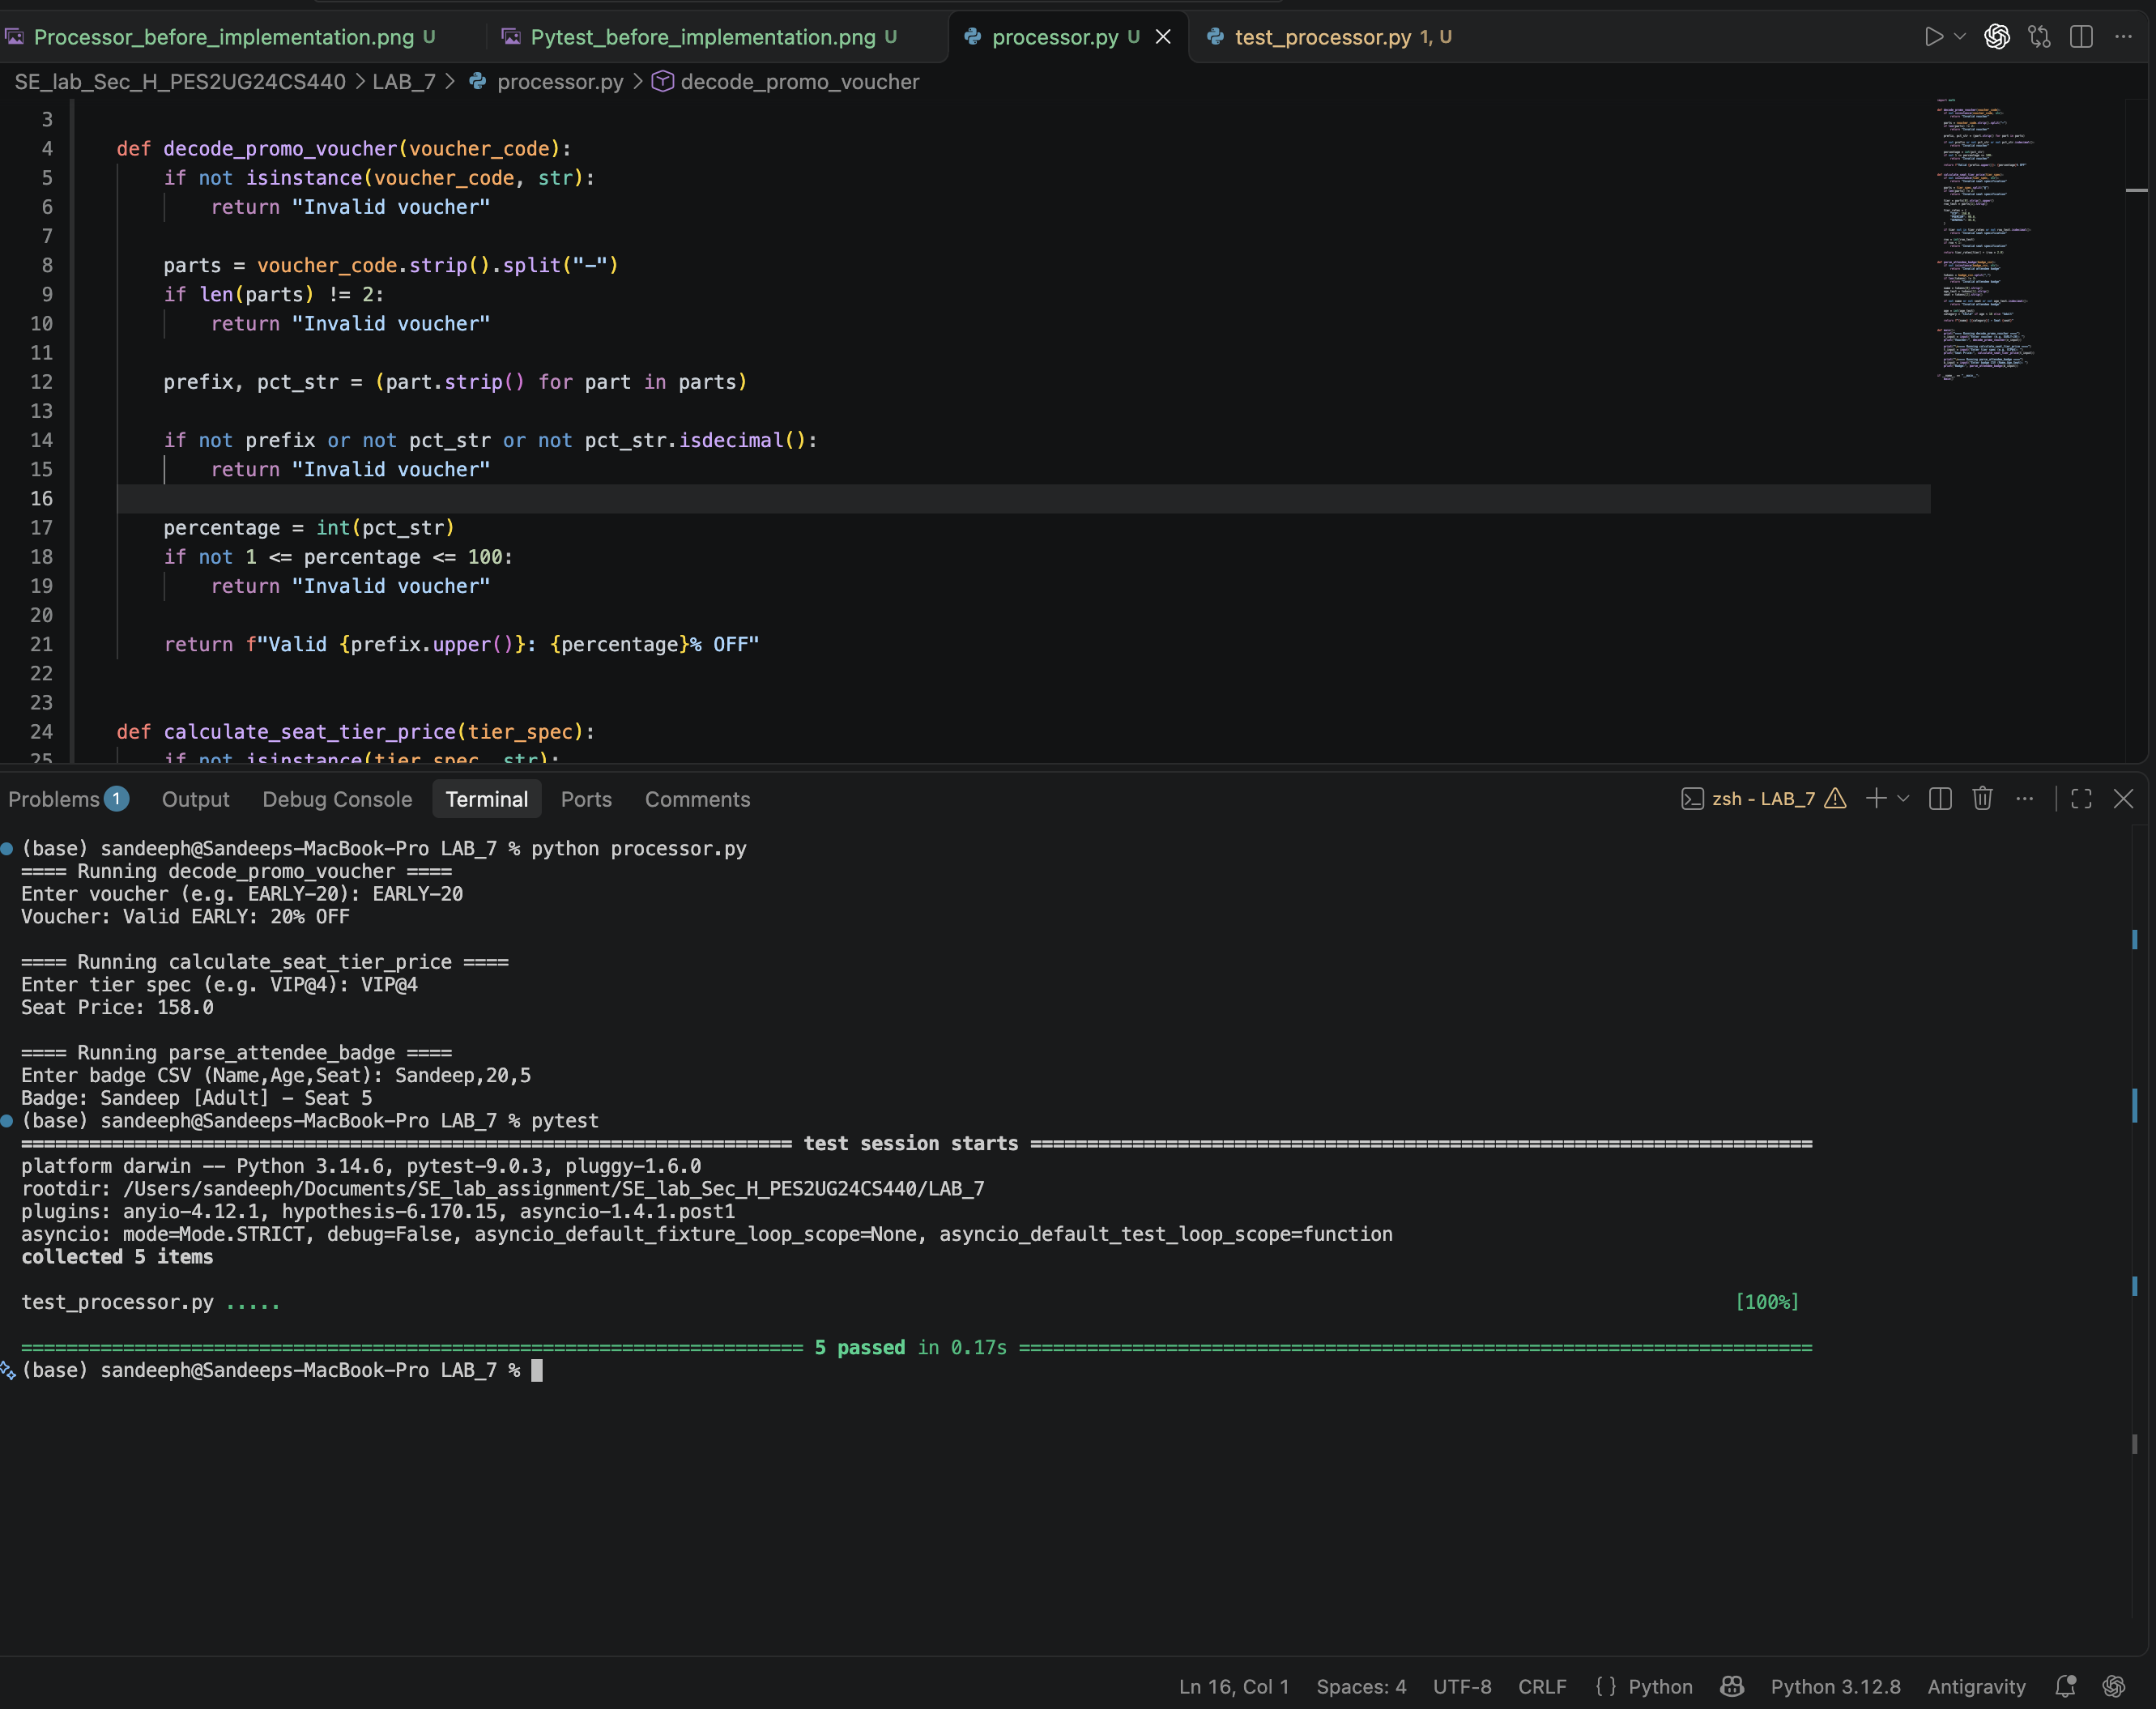 Processor_before_implementation.png U
Pytest_before_implementation.png U
processor.py U
test_processor.py 1, U
SE_lab_Sec_H_PES2UG24CS440 > LAB_7 > processor.py > decode_promo_voucher
3
4 def decode_promo_voucher(voucher_code):
5 if not isinstance(voucher_code, str):
6 return "Invalid voucher"
7
8 parts = voucher_code.strip().split("-")
9 if len(parts) != 2:
10 return "Invalid voucher"
11
12 prefix, pct_str = (part.strip() for part in parts)
13
14 if not prefix or not pct_str or not pct_str.isdecimal():
15 return "Invalid voucher"
16
17 percentage = int(pct_str)
18 if not 1 <= percentage <= 100:
19 return "Invalid voucher"
20
21 return f"Valid {prefix.upper()}: {percentage}% OFF"
22
23
24 def calculate_seat_tier_price(tier_spec):
25 if not isinstance(tier_spec, str):
Problems 1 Output Debug Console Terminal Ports Comments
zsh - LAB_7
(base) sandeeph@Sandeeps-MacBook-Pro LAB_7 % python processor.py
==== Running decode_promo_voucher ====
Enter voucher (e.g. EARLY-20): EARLY-20
Voucher: Valid EARLY: 20% OFF
==== Running calculate_seat_tier_price ====
Enter tier spec (e.g. VIP@4): VIP@4
Seat Price: 158.0
==== Running parse_attendee_badge ====
Enter badge CSV (Name,Age,Seat): Sandeep,20,5
Badge: Sandeep [Adult] - Seat 5
(base) sandeeph@Sandeeps-MacBook-Pro LAB_7 % pytest
==== test session starts ====
platform darwin -- Python 3.14.6, pytest-9.0.3, pluggy-1.6.0
rootdir: /Users/sandeeph/Documents/SE_lab_assignment/SE_lab_Sec_H_PES2UG24CS440/LAB_7
plugins: anyio-4.12.1, hypothesis-6.170.15, asyncio-1.4.1.post1
asyncio: mode=Mode.STRICT, debug=False, asyncio_default_fixture_loop_scope=None, asyncio_default_test_loop_scope=function
collected 5 items
test_processor.py ..... [100%]
==== 5 passed in 0.17s ====
(base) sandeeph@Sandeeps-MacBook-Pro LAB_7 %
Ln 16, Col 1 Spaces: 4 UTF-8 CRLF {} Python Python 3.12.8 Antigravity